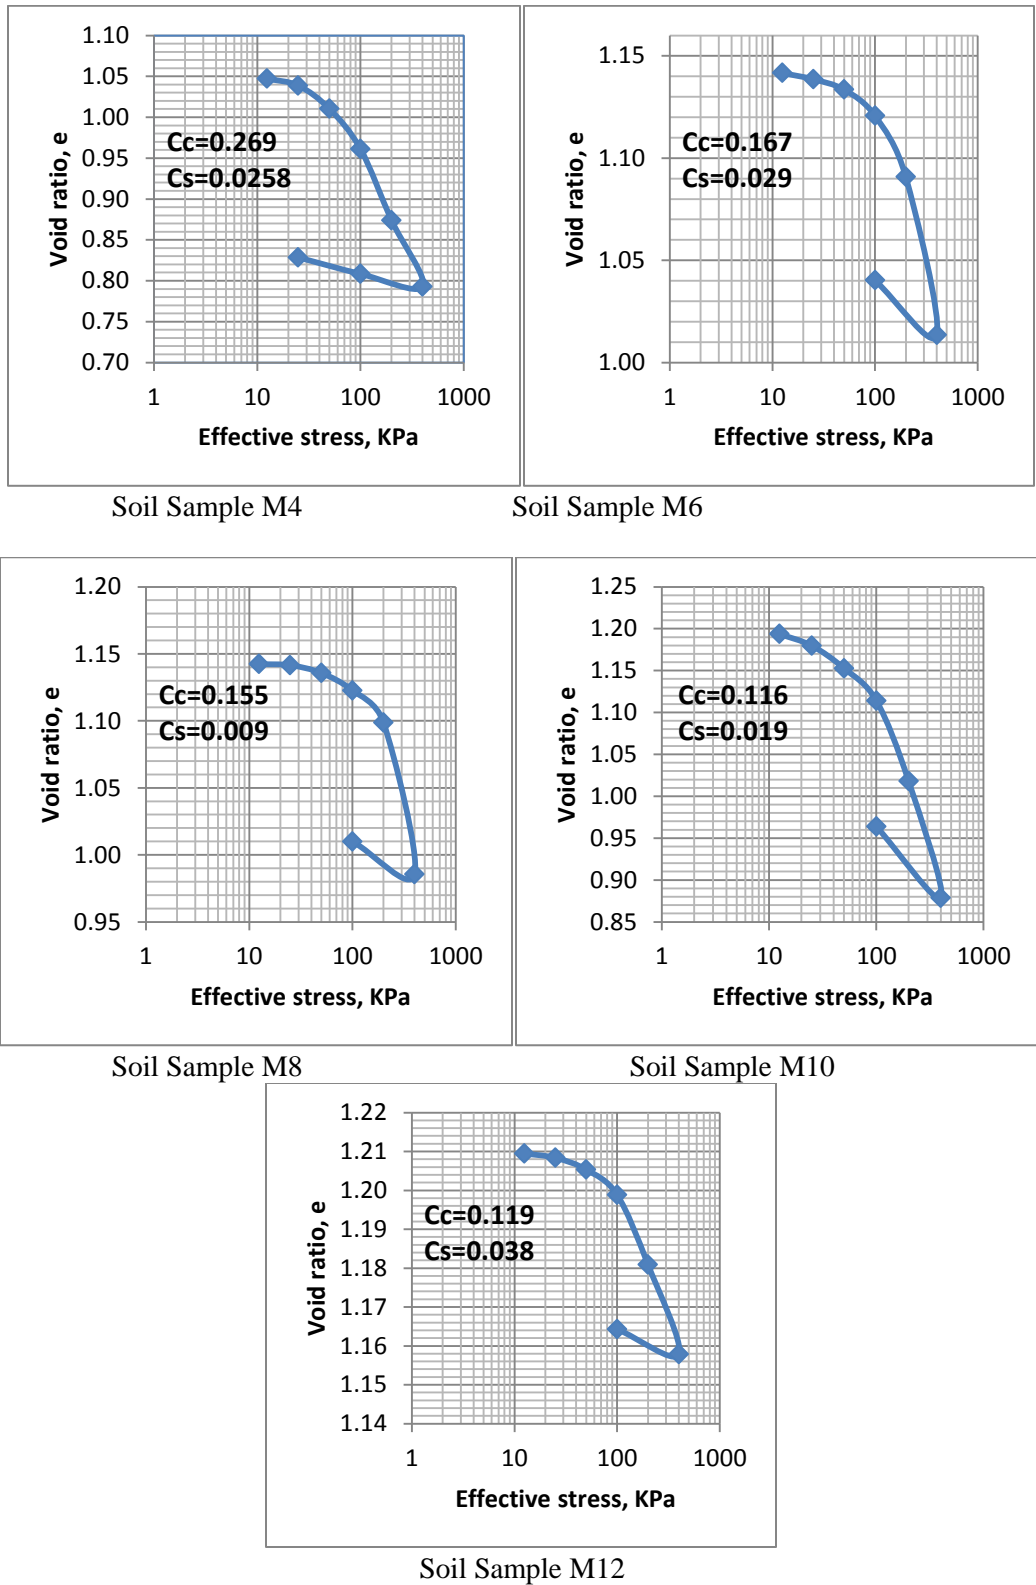 1.10
1.05
1.00
0.95
0.90
0.85
0.80
0.75
0.70
Void ratio, e
Cc=0.269
Cs=0.0258
1 10 100 1000
Effective stress, KPa
1.15
1.10
1.05
1.00
Void ratio, e
Cc=0.167
Cs=0.029
1 10 100 1000
Effective stress, KPa
Soil Sample M4 Soil Sample M6
1.20
1.15
1.10
1.05
1.00
0.95
Void ratio, e
Cc=0.155
Cs=0.009
1 10 100 1000
Effective stress, KPa
1.25
1.20
1.15
1.10
1.05
1.00
0.95
0.90
0.85
Void ratio, e
Cc=0.116
Cs=0.019
1 10 100 1000
Effective stress, KPa
Soil Sample M8 Soil Sample M10
1.22
1.21
1.20
1.19
1.18
1.17
1.16
1.15
1.14
Void ratio, e
Cc=0.119
Cs=0.038
1 10 100 1000
Effective stress, KPa
Soil Sample M12